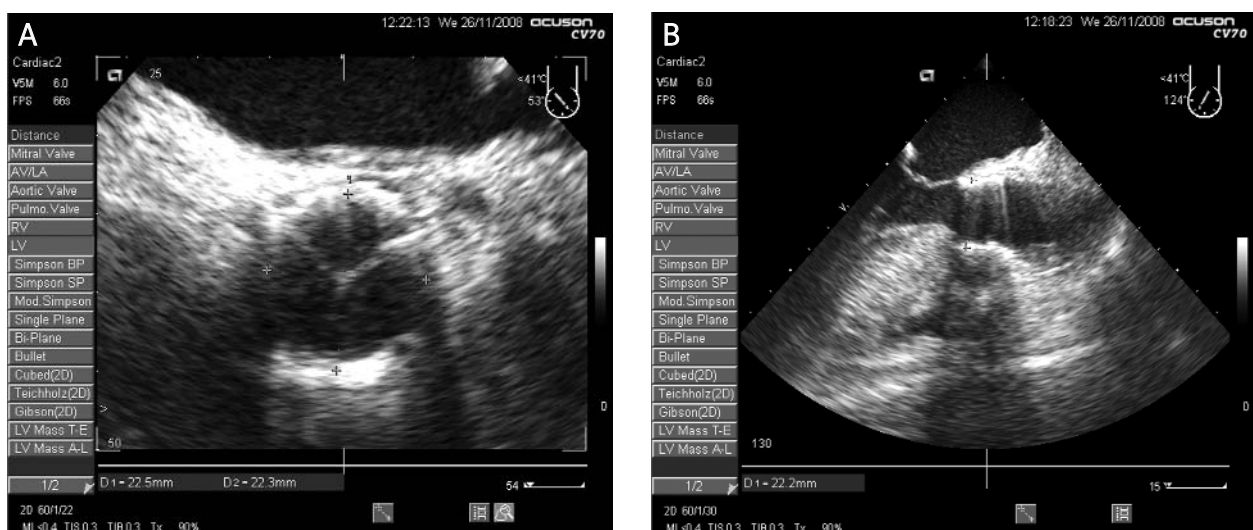 A
12:22:13 We 26/11/2008 acuson
CV70
Cardiac2
V5M 6.0
FPS 66s
25
<41°C
53°
Distance
Mitral Valve
AV/LA
Aortic Valve
Pulmo.Valve
RV
LV
Simpson BP
Simpson SP
Mod.Simpson
Single Plane
Bi-Plane
Bullet
Cubed(2D)
Teichholz(2D)
Gibson(2D)
LV Mass T-E
LV Mass A-L
1/2
50
0
D1=22.5mm D2=22.3mm
54
2D 60/1/22
MI<0.4 TIS 0.3 TIB 0.3 Tx 90%
B
12:18:23 We 26/11/2008 acuson
CV70
Cardiac2
V5M 6.0
FPS 66s
<41°C
124°
Distance
Mitral Valve
AV/LA
Aortic Valve
Pulmo.Valve
RV
LV
Simpson BP
Simpson SP
Mod.Simpson
Single Plane
Bi-Plane
Bullet
Cubed(2D)
Teichholz(2D)
Gibson(2D)
LV Mass T-E
LV Mass A-L
1/2
V
130
0
D1=22.2mm
15
2D 60/1/30
MI<0.4 TIS 0.3 TIB 0.3 Tx 90%